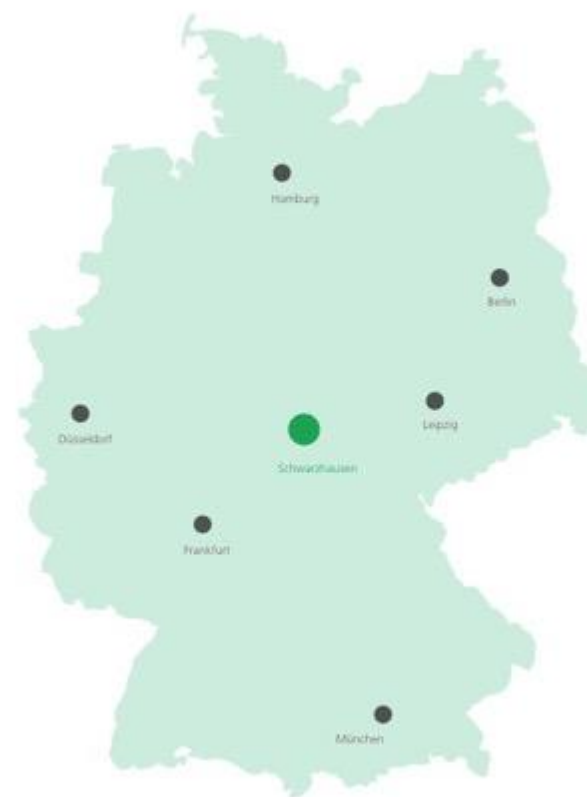 Hamburg
Berlin
Düsseldorf
Leipzig
Schwarzhausen
Frankfurt
München